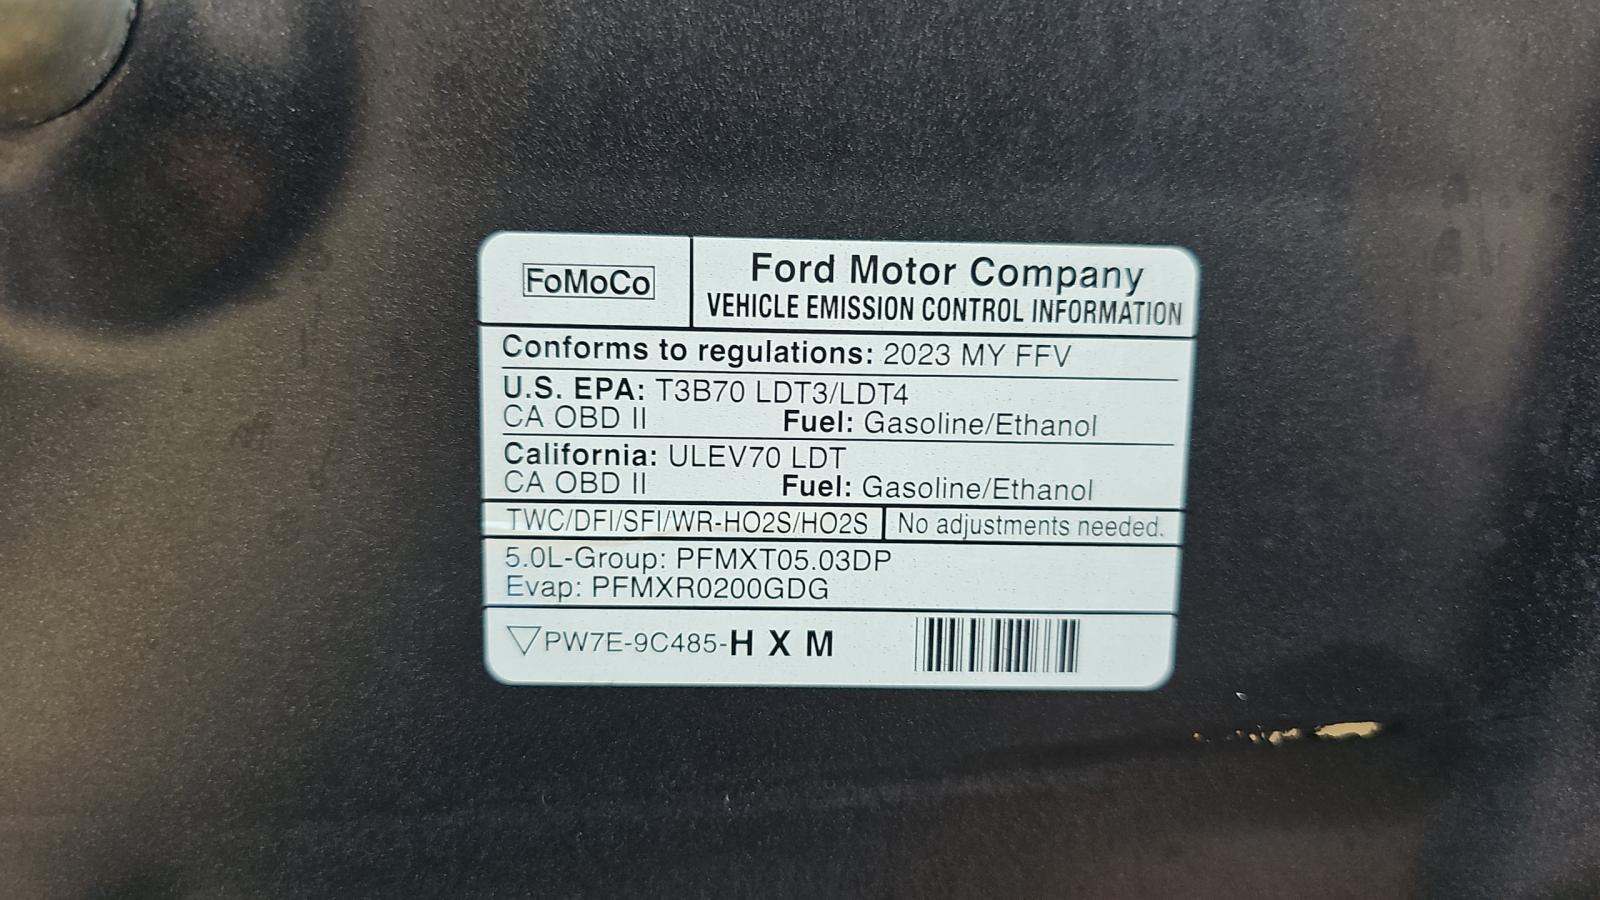 FoMoCo
Ford Motor Company
VEHICLE EMISSION CONTROL INFORMATION
Conforms to regulations: 2023 MY FFV
U.S. EPA: T3B70 LDT3/LDT4
CA OBD II Fuel: Gasoline/Ethanol
California: ULEV70 LDT
CA OBD II Fuel: Gasoline/Ethanol
TWC/DFI/SFI/WR-HO2S/HO2S No adjustments needed.
5.0L-Group: PFMXT05.03DP
Evap: PFMXR0200GDG
PW7E-9C485-H X M